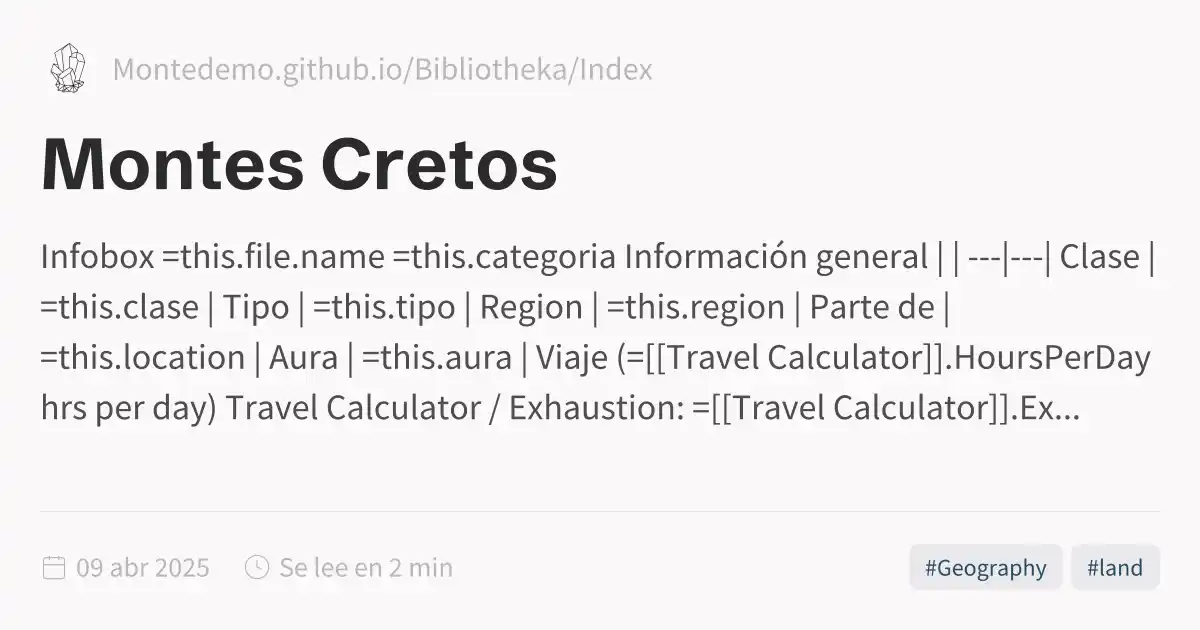 Montedemo.github.io/Bibliotheka/Index
Montes Cretos
Infobox =this.file.name =this.categoria Información general | | ---|---| Clase |
=this.clase | Tipo | =this.tipo | Region | =this.region | Parte de |
=this.location | Aura | =this.aura | Viaje (=[[Travel Calculator]].HoursPerDay
hrs per day) Travel Calculator / Exhaustion: =[[Travel Calculator]].Ex...
09 abr 2025 Se lee en 2 min #Geography #land